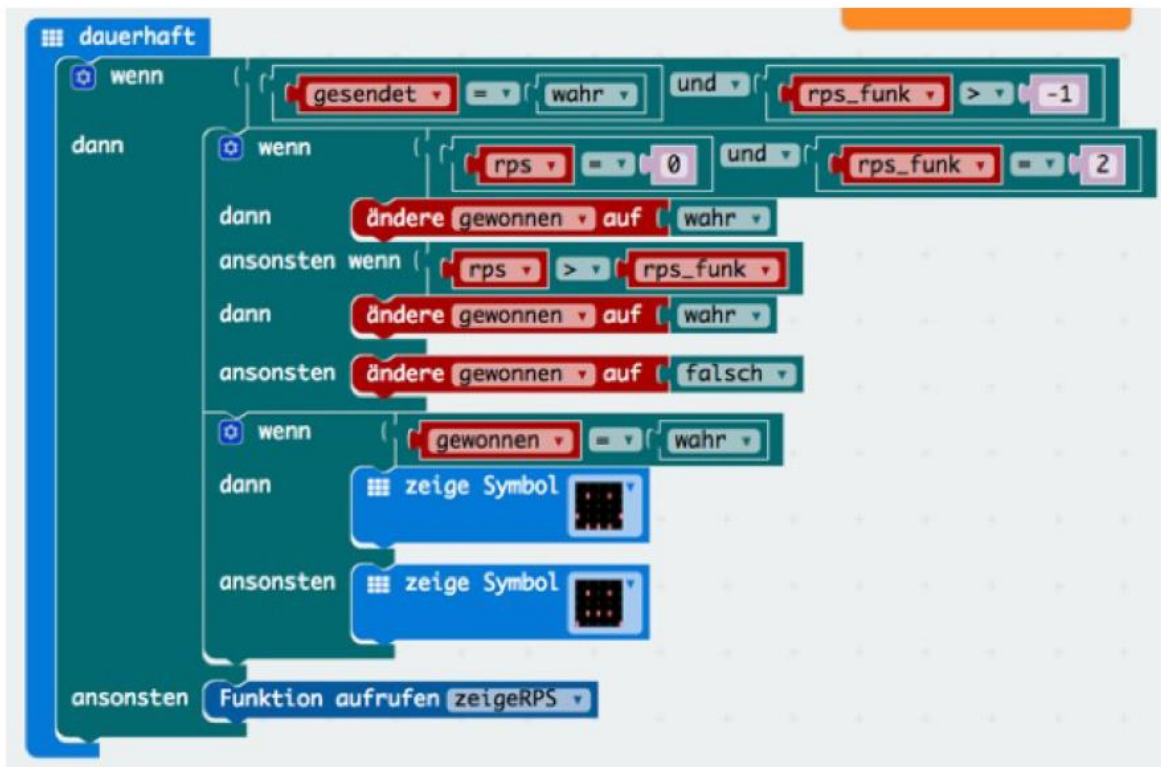 dauerhaft
wenn gesendet = wahr und rps_funk > -1
dann wenn rps = 0 und rps_funk = 2
dann ändere gewonnen auf wahr
ansonsten wenn rps > rps_funk
dann ändere gewonnen auf wahr
ansonsten ändere gewonnen auf falsch
wenn gewonnen = wahr
dann zeige Symbol
ansonsten zeige Symbol
ansonsten Funktion aufrufen zeigeRPS